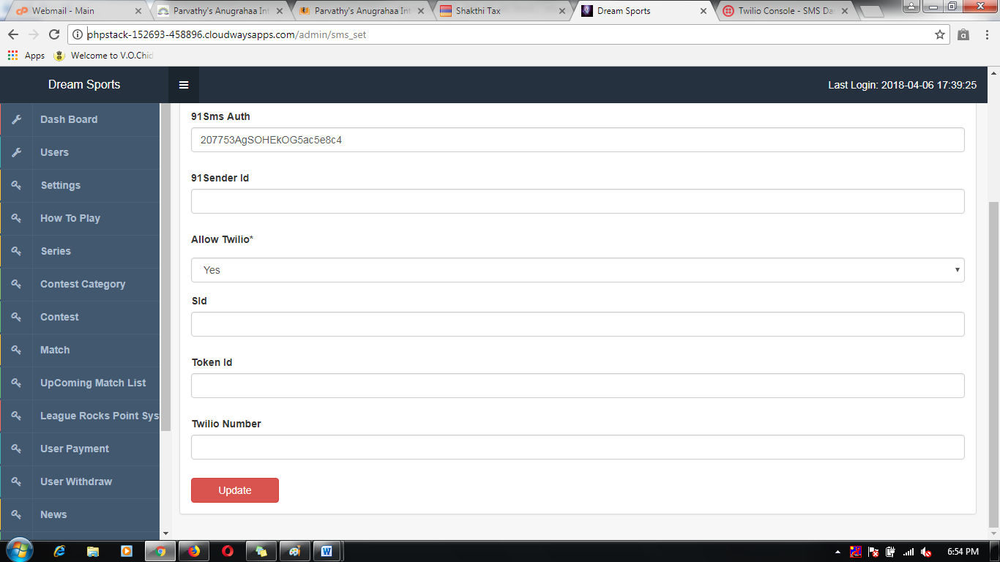 Webmail - Main
Parvathy's Anugrahaa Int
Parvathy's Anugrahaa Int
Shakthi Tax
Dream Sports
Twilio Console - SMS Da
phpstack-152693-458896.cloudwaysapps.com/admin/sms_set
Apps
Welcome to V.O.Chid
Dream Sports
Last Login: 2018-04-06 17:39:25
Dash Board
Users
Settings
How To Play
Series
Contest Category
Contest
Match
UpComing Match List
League Rocks Point Sys
User Payment
User Withdraw
News
91Sms Auth
207753AgSOHEkOG5ac5e8c4
91Sender Id
Allow Twilio*
Yes
SId
Token Id
Twilio Number
Update
6:54 PM